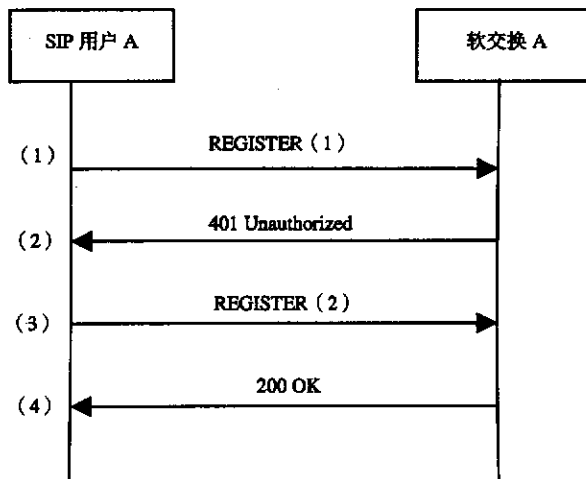 SIP 用户 A
软交换 A
(1)
REGISTER (1)
(2)
401 Unauthorized
(3)
REGISTER (2)
(4)
200 OK